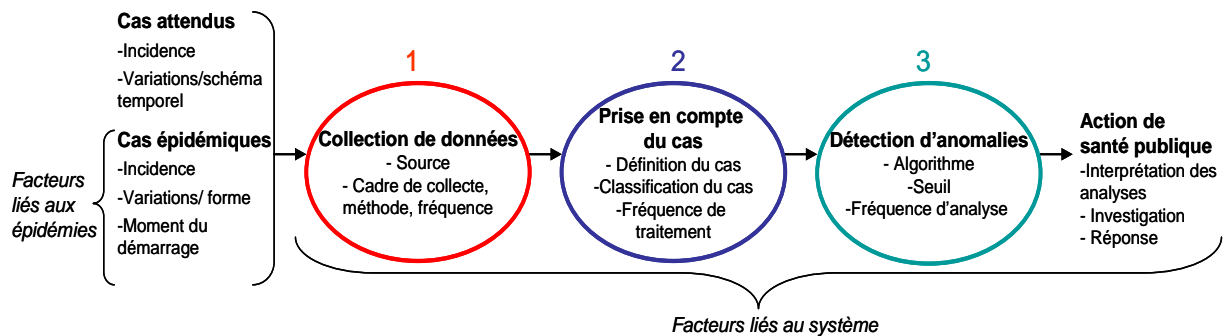 Cas attendus
-Incidence
-Variations/schéma
temporel
Cas épidémiques
-Incidence
-Variations/ forme
-Moment du
démarrage
Facteurs
liés aux
épidémies
1
Collection de données
- Source
- Cadre de collecte,
méthode, fréquence
2
Prise en compte
du cas
- Définition du cas
-Classification du cas
-Fréquence de
traitement
3
Détection d’anomalies
- Algorithme
- Seuil
-Fréquence d’analyse
Action de
santé publique
-Interprétation des
analyses
- Investigation
- Réponse
Facteurs liés au système